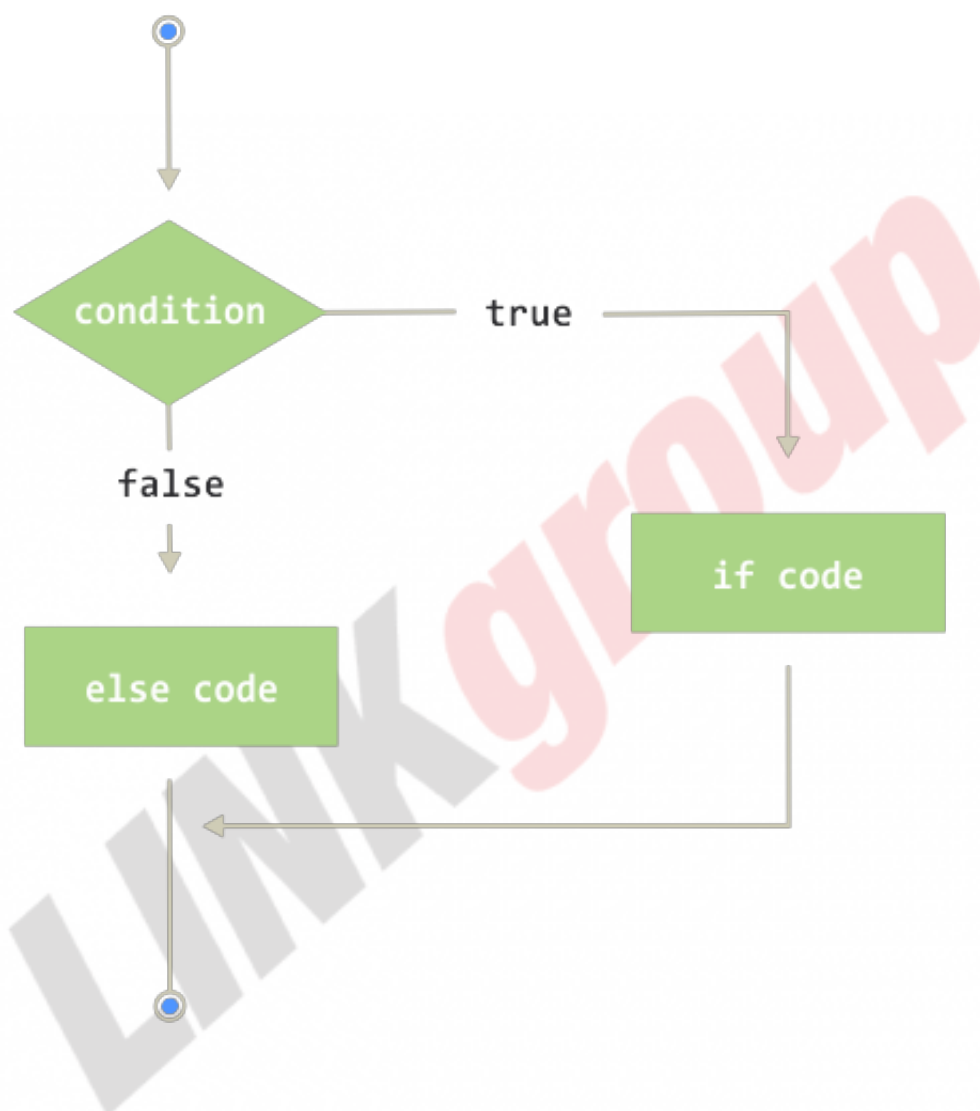 condition
true
false
if code
else code
LINKgroup